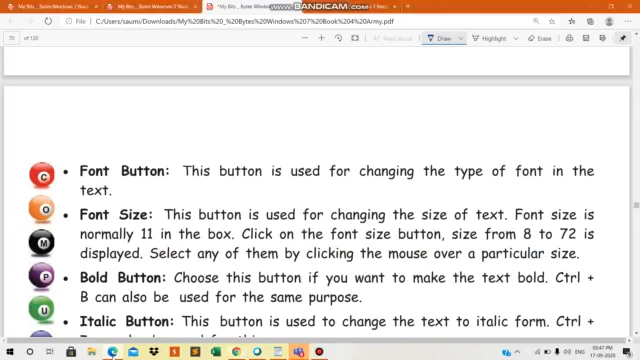 My Bits _ Bytes Windows 7 Book
My Bits _ Bytes Windows 7 Book
*My Bits _ Bytes Windo
www.BANDICAM.com
C:/Users/saumi/Downloads/My%20Bits%20_%20Bytes%20Windows%207%20Book%204%20Army.pdf
70 of 120
Read aloud
Draw
Highlight
Erase
• Font Button: This button is used for changing the type of font in the
text.
• Font Size: This button is used for changing the size of text. Font size is
normally 11 in the box. Click on the font size button, size from 8 to 72 is
displayed. Select any of them by clicking the mouse over a particular size.
• Bold Button: Choose this button if you want to make the text bold. Ctrl +
B can also be used for the same purpose.
• Italic Button: This button is used to change the text to italic form. Ctrl +
C
O
M
P
U
ENG
05:47 PM
17-09-2020